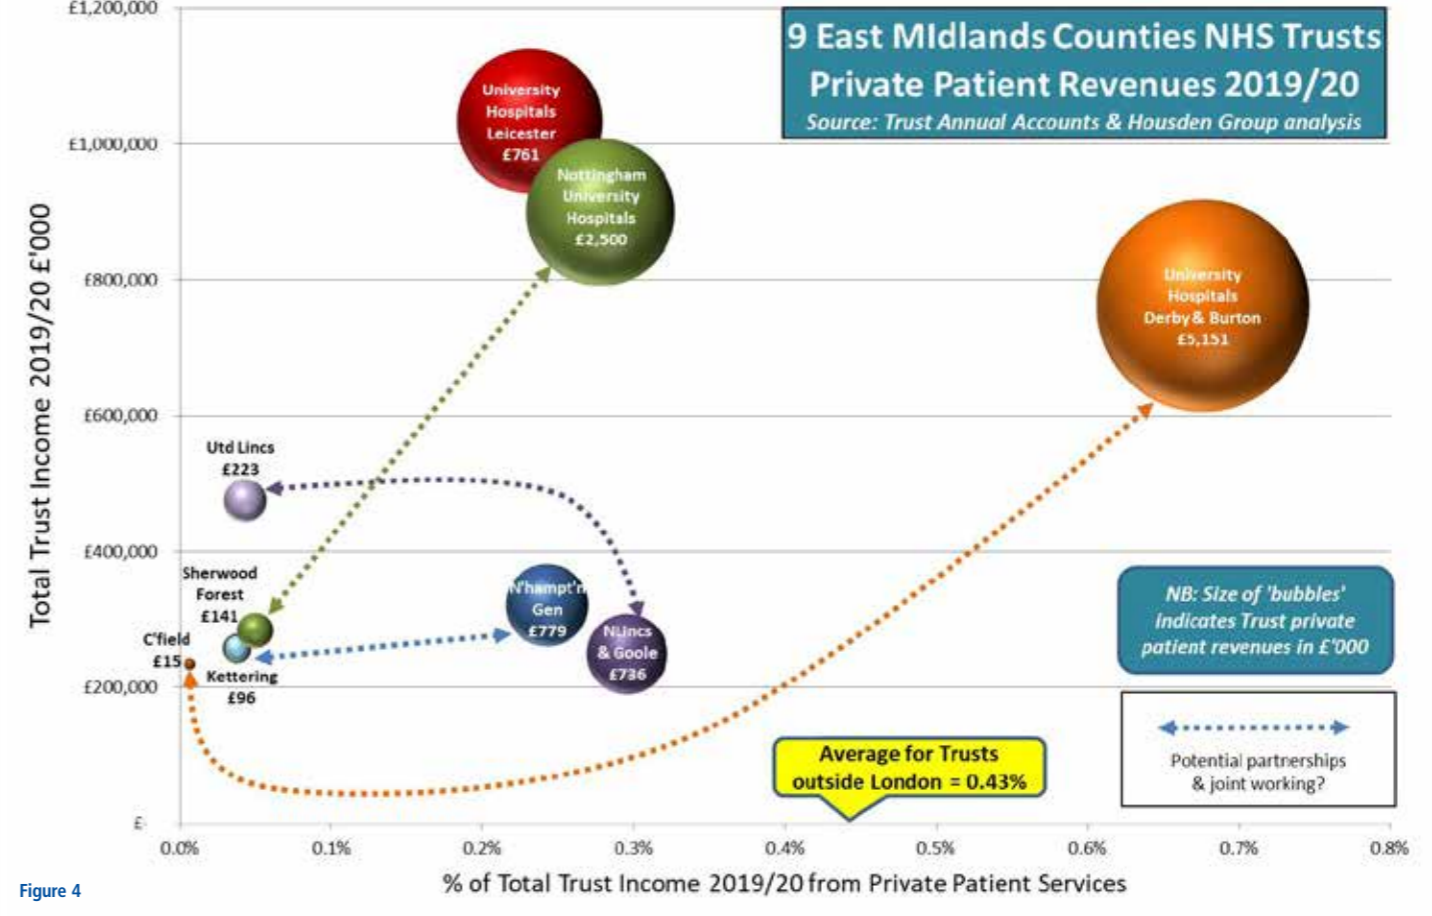 £1,200,000
9 East MIdlands Counties NHS Trusts
Private Patient Revenues 2019/20
Source: Trust Annual Accounts & Housden Group analysis
£1,000,000
£800,000
£600,000
£400,000
£200,000
£-
Total Trust Income 2019/20 £'000
University
Hospitals
Leicester
£761
Nottingham
University
Hospitals
£2,500
University
Hospitals
Derby & Burton
£5,151
Utd Lincs
£223
Sherwood
Forest
£141
C'field
£15
Kettering
£96
N'hampt'n
Gen
£779
NLincs
& Goole
£736
NB: Size of 'bubbles'
indicates Trust private
patient revenues in £'000
Potential partnerships
& joint working?
Average for Trusts
outside London = 0.43%
0.0%
0.1%
0.2%
0.3%
0.4%
0.5%
0.6%
0.7%
0.8%
% of Total Trust Income 2019/20 from Private Patient Services
Figure 4